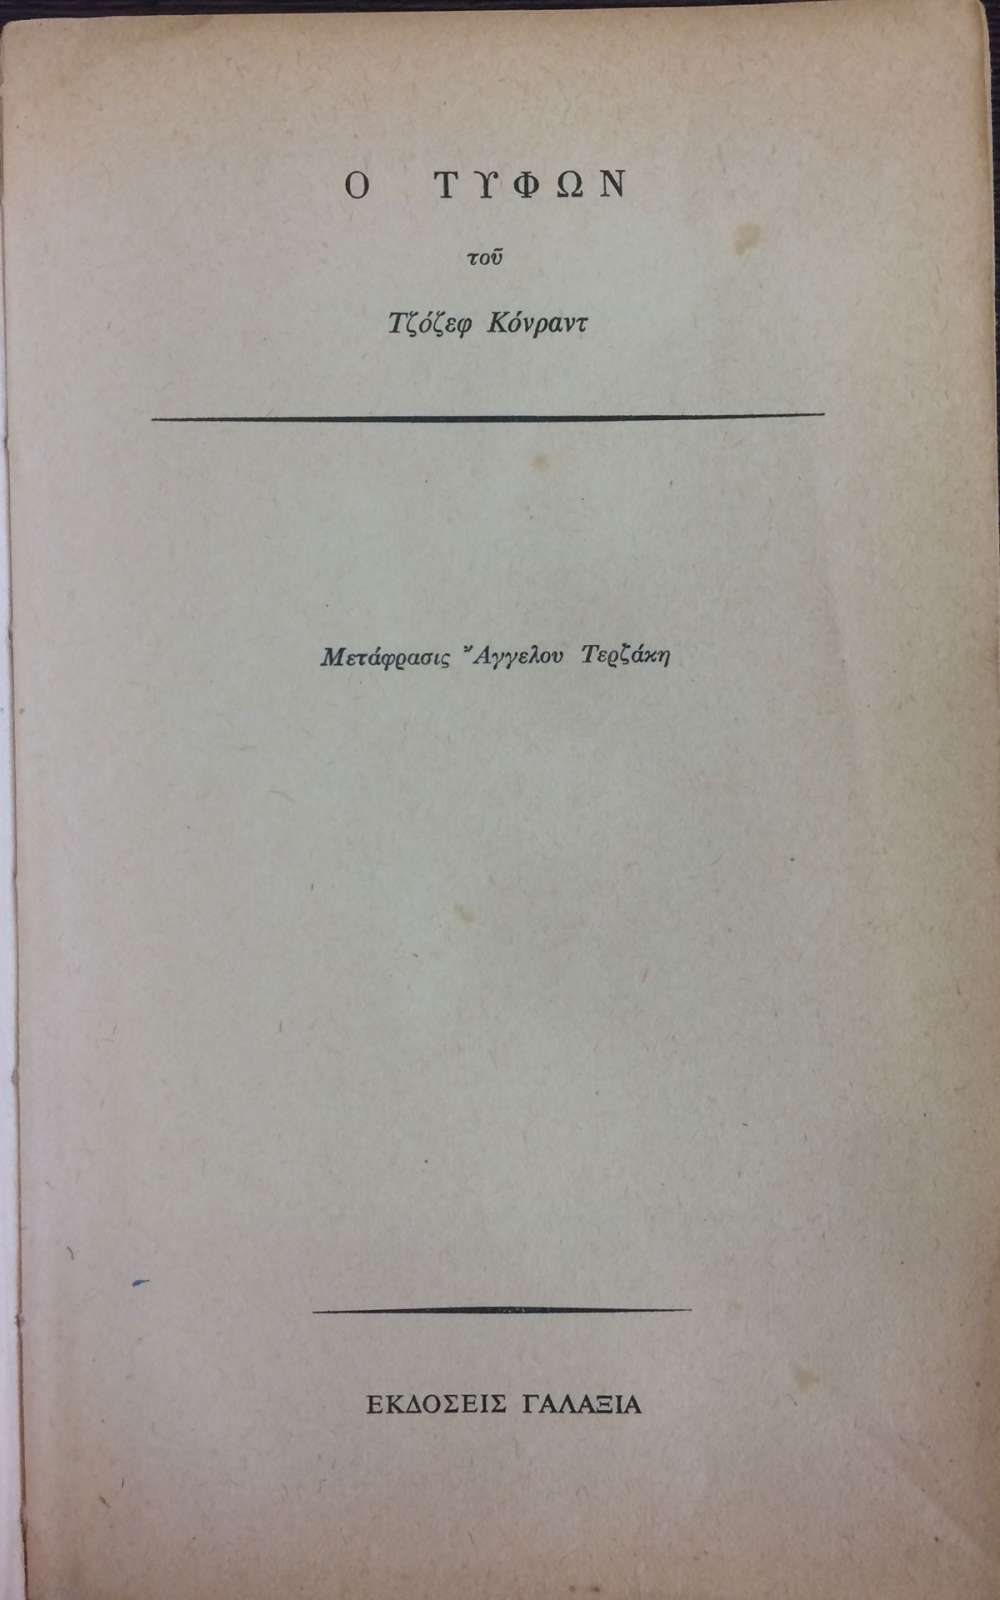 Ο ΤΥΦΩΝ
τοῦ
Τζόζεφ Κόνραντ
Μετάφρασις Ἄγγελου Τερζάκη
ΕΚΔΟΣΕΙΣ ΓΑΛΑΞΙΑ